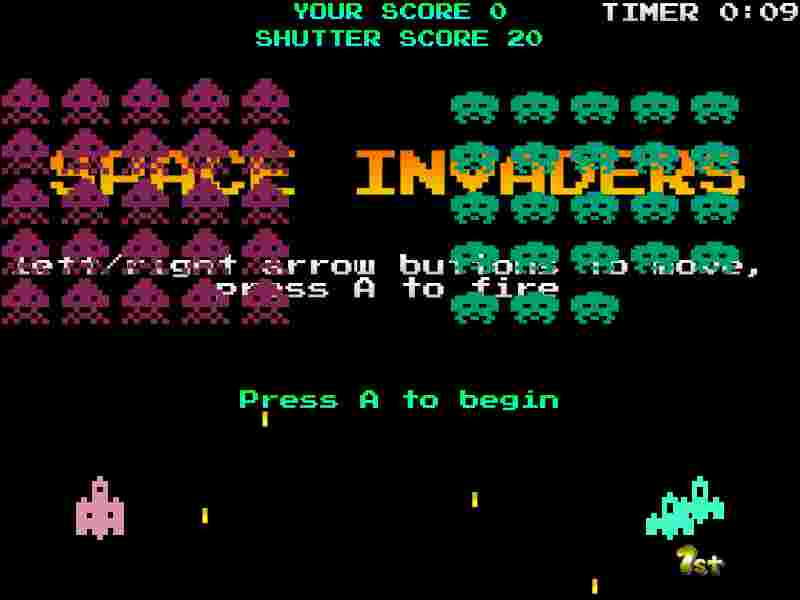 YOUR SCORE 0
TIMER 0:09
SHUTTER SCORE 20
SPACE INVADERS
Left/right arrow buttons to move,
press A to fire
Press A to begin
1st